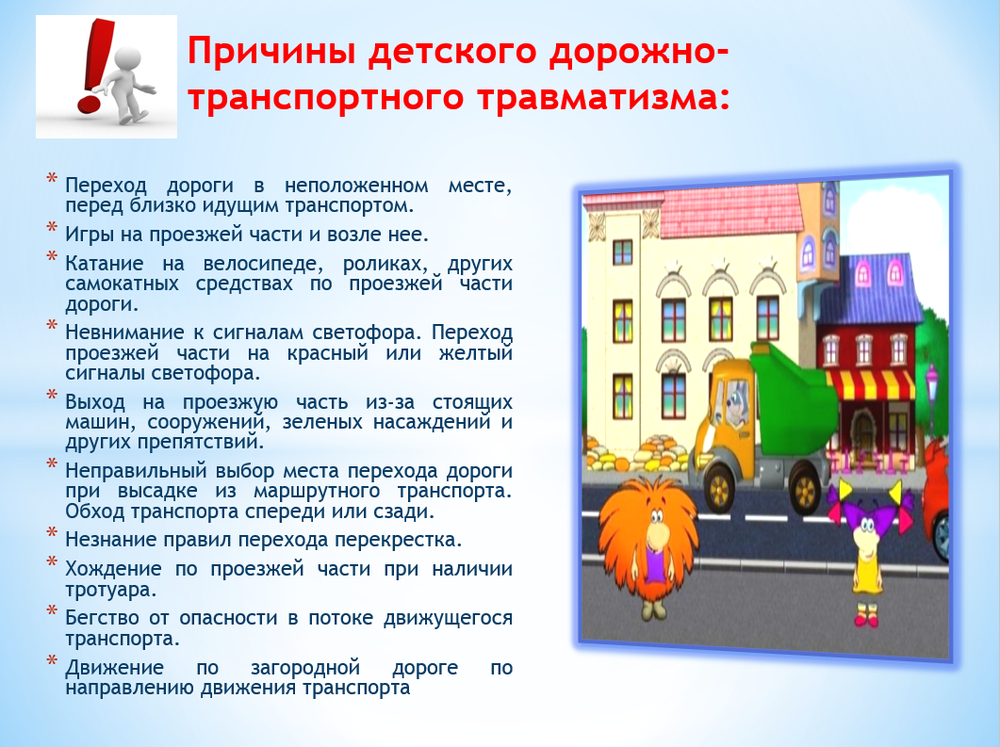 Причины детского дорожно-
транспортного травматизма:
* Переход дороги в неположенном месте,
перед близко идущим транспортом.
* Игры на проезжей части и возле нее.
* Катание на велосипеде, роликах, других
самокатных средствах по проезжей части
дороги.
* Невнимание к сигналам светофора. Переход
проезжей части на красный или желтый
сигналы светофора.
* Выход на проезжую часть из-за стоящих
машин, сооружений, зеленых насаждений и
других препятствий.
* Неправильный выбор места перехода дороги
при высадке из маршрутного транспорта.
Обход транспорта спереди или сзади.
* Незнание правил перехода перекрестка.
* Хождение по проезжей части при наличии
тротуара.
* Бегство от опасности в потоке движущегося
транспорта.
* Движение по загородной дороге по
направлению движения транспорта